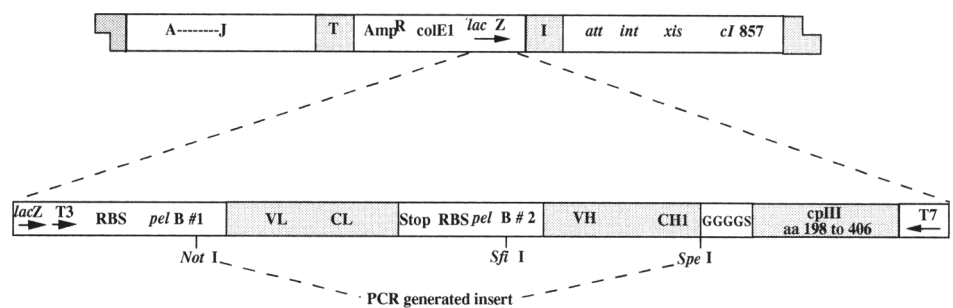 A--------J T AmpR colE1 lac Z I att int xis cI 857
lacZ T3 RBS pel B #1 VL CL Stop RBS pel B #2 VH CH1 GGGGS cpIII aa 198 to 406 T7
Not I Sfi I Spe I
PCR generated insert